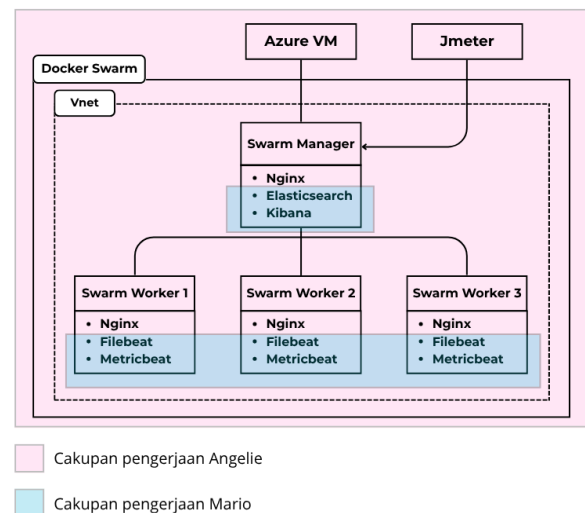 Azure VM
Jmeter
Docker Swarm
Vnet
Swarm Manager
• Nginx
• Elasticsearch
• Kibana
Swarm Worker 1
• Nginx
• Filebeat
• Metricbeat
Swarm Worker 2
• Nginx
• Filebeat
• Metricbeat
Swarm Worker 3
• Nginx
• Filebeat
• Metricbeat
Cakupan pengerjaan Angelie
Cakupan pengerjaan Mario